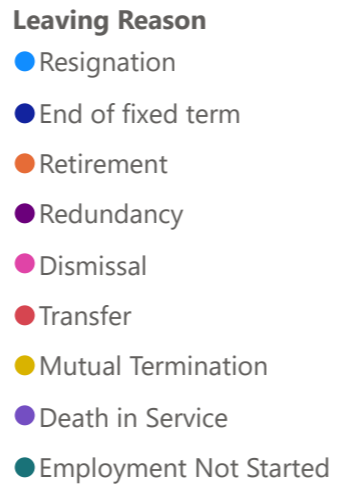 Leaving Reason
Resignation
End of fixed term
Retirement
Redundancy
Dismissal
Transfer
Mutual Termination
Death in Service
Employment Not Started